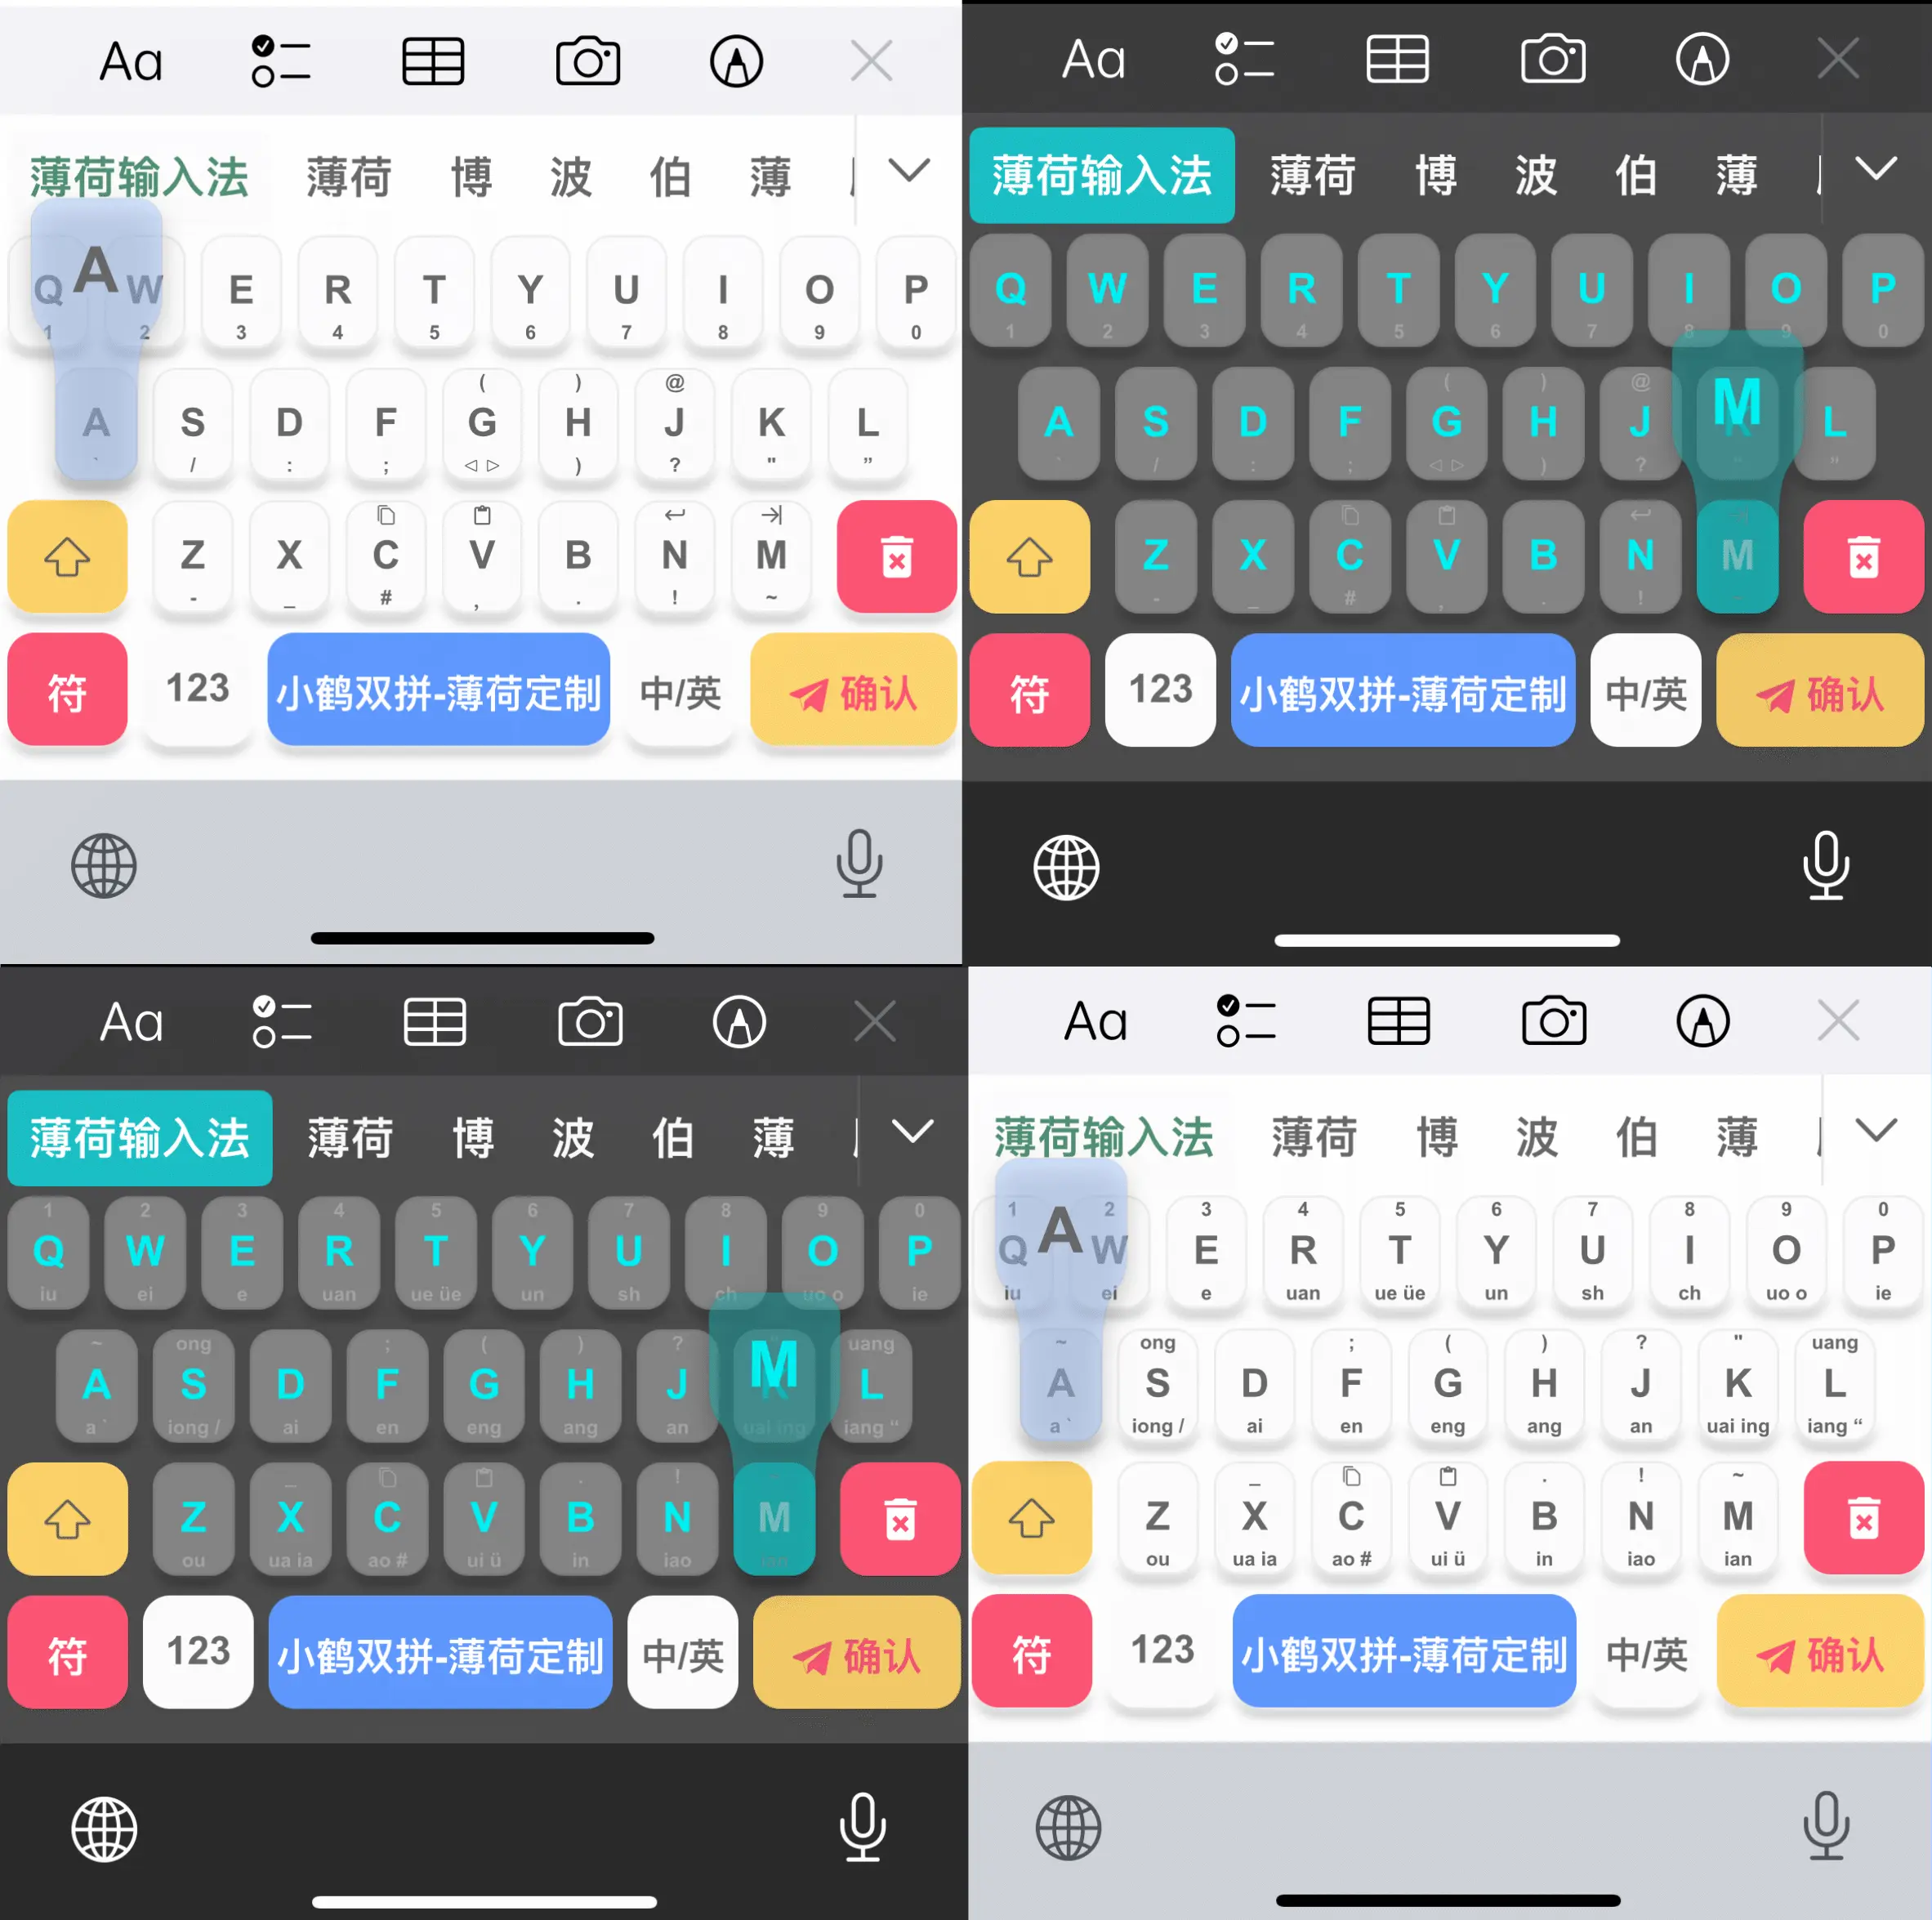 Aa
薄荷输入法 薄荷 博 波 伯 薄
A
Q W E R T Y U I O P
1 2 3 4 5 6 7 8 9 0
( ) @
A S D F G H J K L
` / : ; ◁ ▷ ) ? " ”
Z X C V B N M
- _ # , . ! ~
符 123 小鹤双拼-薄荷定制 中/英 确认
Aa
薄荷输入法 薄荷 博 波 伯 薄
Q W E R T Y U I O P
1 2 3 4 5 6 7 8 9 0
M
( ) @
A S D F G H J K L
` / : ; ◁ ▷ ) ? ”
Z X C V B N M
- _ # , . !
符 123 小鹤双拼-薄荷定制 中/英 确认
Aa
薄荷输入法 薄荷 博 波 伯 薄
1 2 3 4 5 6 7 8 9 0
Q W E R T Y U I O P
iu ei e uan ue üe un sh ch uo o ie
M
~ ong ; ( ) ? uang
A S D F G H J K L
a ` iong / ai en eng ang an uai ing iang “
_ . !
Z X C V B N M
ou ua ia ao # ui ü in iao ian
符 123 小鹤双拼-薄荷定制 中/英 确认
Aa
薄荷输入法 薄荷 博 波 伯 薄
A
1 2 3 4 5 6 7 8 9 0
Q W E R T Y U I O P
iu ei e uan ue üe un sh ch uo o ie
~ ong ; ( ) ? " uang
A S D F G H J K L
a ` iong / ai en eng ang an uai ing iang “
_ . ! ~
Z X C V B N M
ou ua ia ao # ui ü in iao ian
符 123 小鹤双拼-薄荷定制 中/英 确认